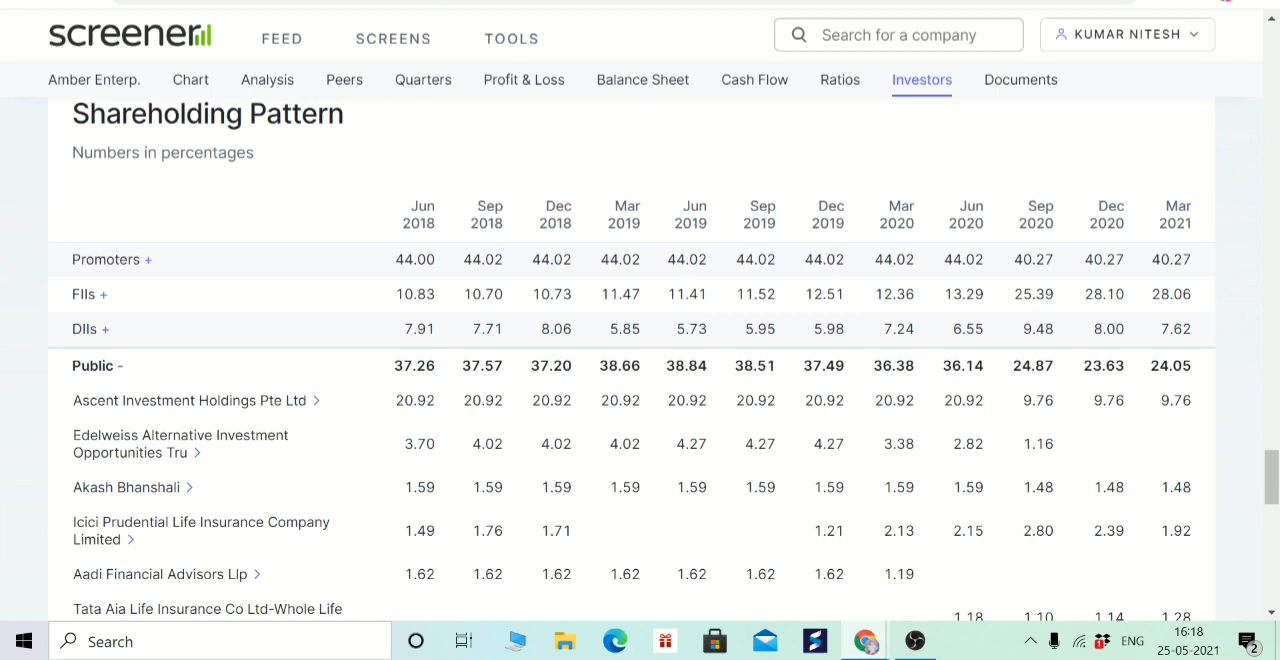 screener
FEED SCREENS TOOLS
Search for a company
KUMAR NITESH
Amber Enterp. Chart Analysis Peers Quarters Profit & Loss Balance Sheet Cash Flow Ratios Investors Documents
Shareholding Pattern
Numbers in percentages
Jun Sep Dec Mar Jun Sep Dec Mar Jun Sep Dec Mar
2018 2018 2018 2019 2019 2019 2019 2020 2020 2020 2020 2021
Promoters + 44.00 44.02 44.02 44.02 44.02 44.02 44.02 44.02 44.02 40.27 40.27 40.27
FIIs + 10.83 10.70 10.73 11.47 11.41 11.52 12.51 12.36 13.29 25.39 28.10 28.06
DIIs + 7.91 7.71 8.06 5.85 5.73 5.95 5.98 7.24 6.55 9.48 8.00 7.62
Public - 37.26 37.57 37.20 38.66 38.84 38.51 37.49 36.38 36.14 24.87 23.63 24.05
Ascent Investment Holdings Pte Ltd > 20.92 20.92 20.92 20.92 20.92 20.92 20.92 20.92 20.92 9.76 9.76 9.76
Edelweiss Alternative Investment
Opportunities Tru > 3.70 4.02 4.02 4.02 4.27 4.27 4.27 3.38 2.82 1.16
Akash Bhanshali > 1.59 1.59 1.59 1.59 1.59 1.59 1.59 1.59 1.59 1.48 1.48 1.48
Icici Prudential Life Insurance Company
Limited > 1.49 1.76 1.71 1.21 2.13 2.15 2.80 2.39 1.92
Aadi Financial Advisors Llp > 1.62 1.62 1.62 1.62 1.62 1.62 1.62 1.19
Tata Aia Life Insurance Co Ltd-Whole Life
1.18 1.10 1.14 1.28
Search
ENG
16:18
25-05-2021
2